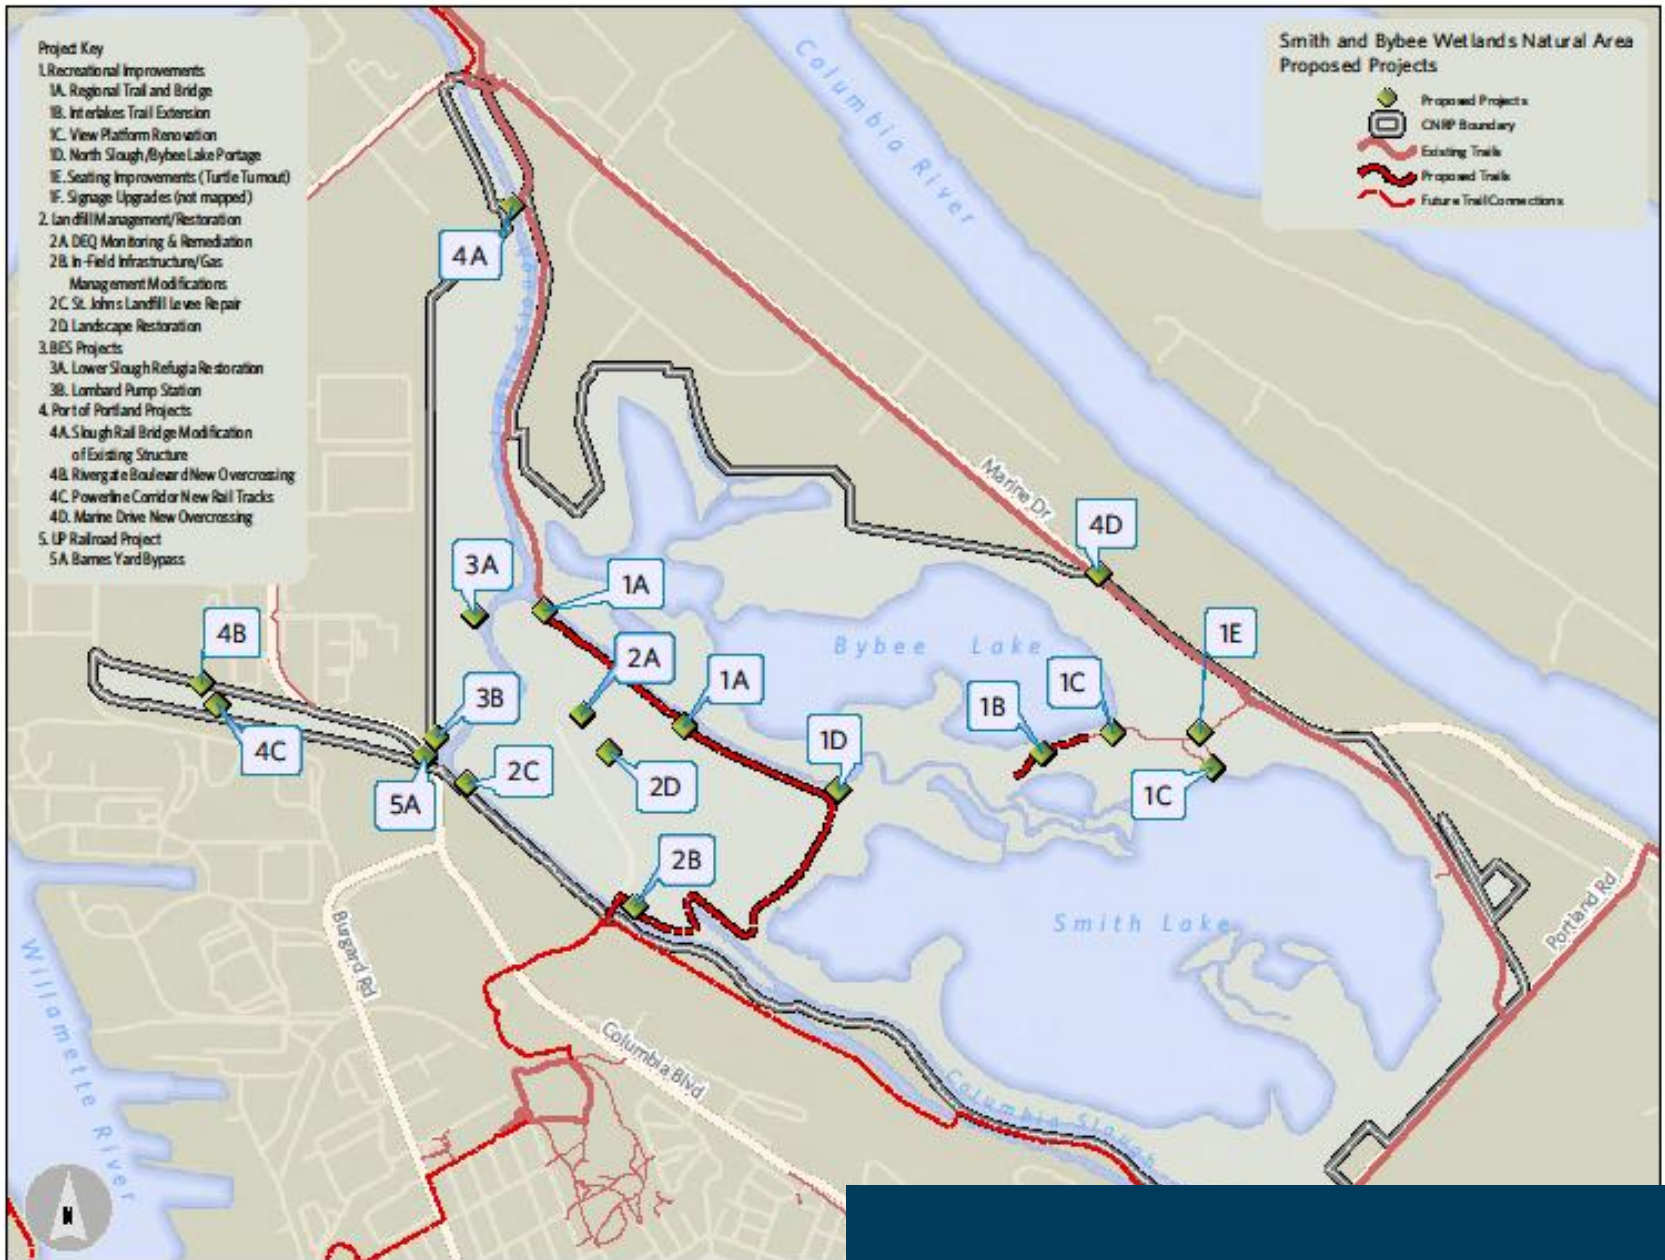 Project Key
1. Recreational Improvements
1A. Regional Trail and Bridge
1B. Interlakes Trail Extension
1C. View Platform Renovation
1D. North Slough/Bybee Lake Portage
1E. Seating Improvements (Turtle Turnout)
1F. Signage Upgrades (not mapped)
2. Landfill Management/Restoration
2A. DEQ Monitoring & Remediation
2B. In-Field Infrastructure/Gas
Management Modifications
2C. St. Johns Landfill Levee Repair
2D. Landscape Restoration
3. BES Projects
3A. Lower Slough Refugia Restoration
3B. Lombard Pump Station
4. Port of Portland Projects
4A. Slough Rail Bridge Modification
of Existing Structure
4B. Rivergate Boulevard New Overcrossing
4C. Powerline Corridor New Rail Tracks
4D. Marine Drive New Overcrossing
5. UP Railroad Project
5A. Barnes Yard Bypass
Smith and Bybee Wetlands Natural Area
Proposed Projects
Proposed Projects
CNRP Boundary
Existing Trails
Proposed Trails
Future Trail Connections
Columbia River
4A
Marine Dr
4D
3A
1A
4B
2A
1A
Bybee Lake
1E
1C
1B
3B
4C
2C
1D
2D
5A
1C
2B
Smith Lake
Portland Rd
Burgard Rd
Willamette River
Columbia Blvd
Columbia Slough
N